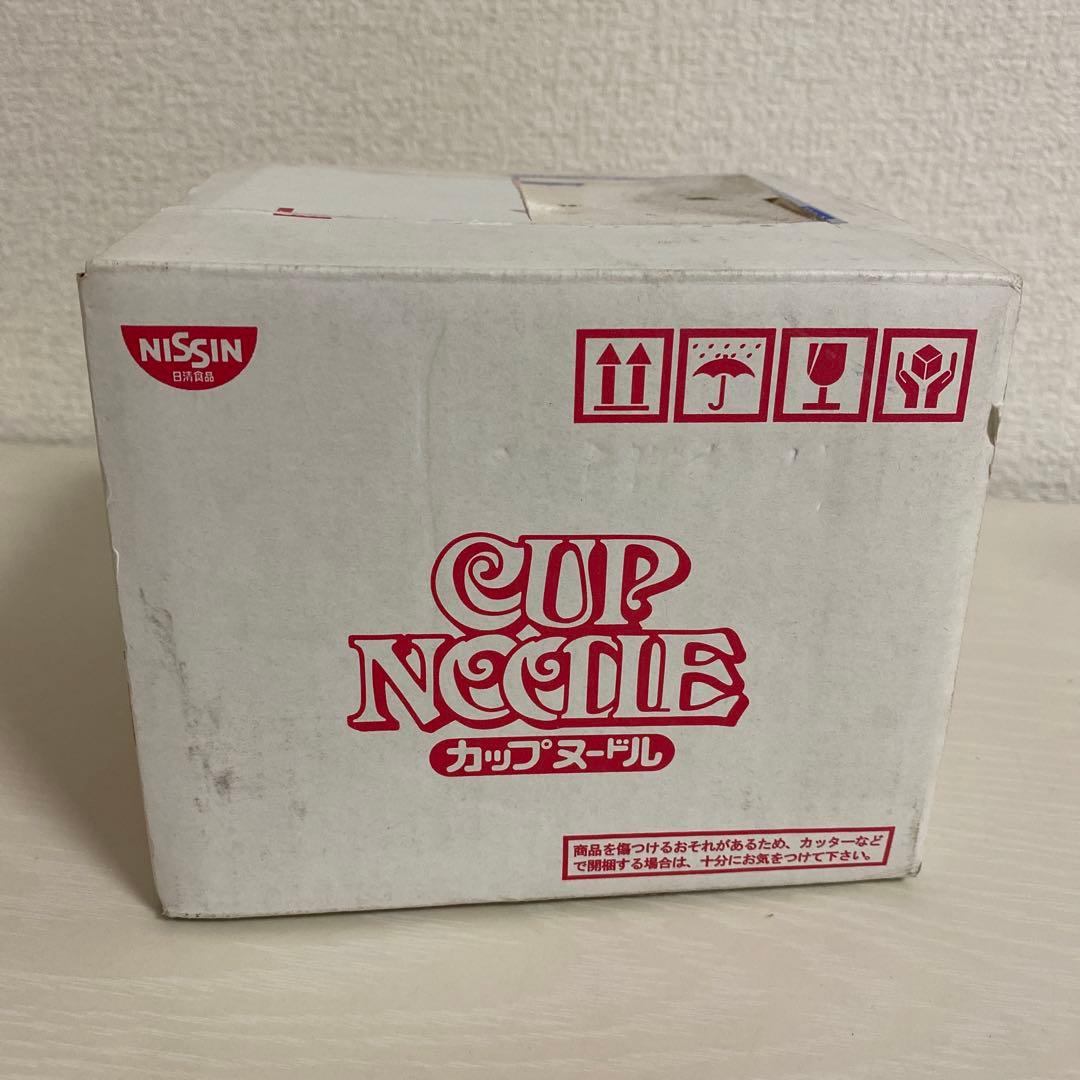 NISSIN
日清食品
CUP
NOODLE
カップヌードル
商品を傷つけるおそれがあるため、カッターなど
で開梱する場合は、十分にお気をつけて下さい。